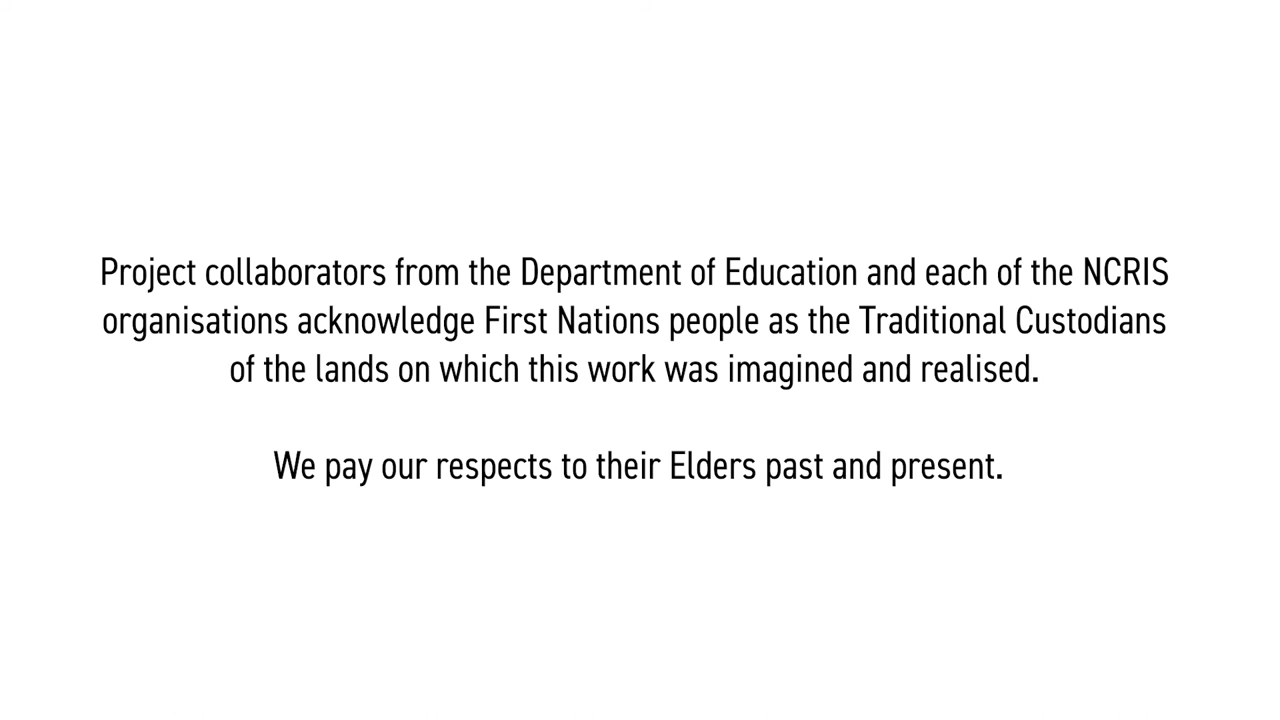 Project collaborators from the Department of Education and each of the NCRIS
organisations acknowledge First Nations people as the Traditional Custodians
of the lands on which this work was imagined and realised.
We pay our respects to their Elders past and present.